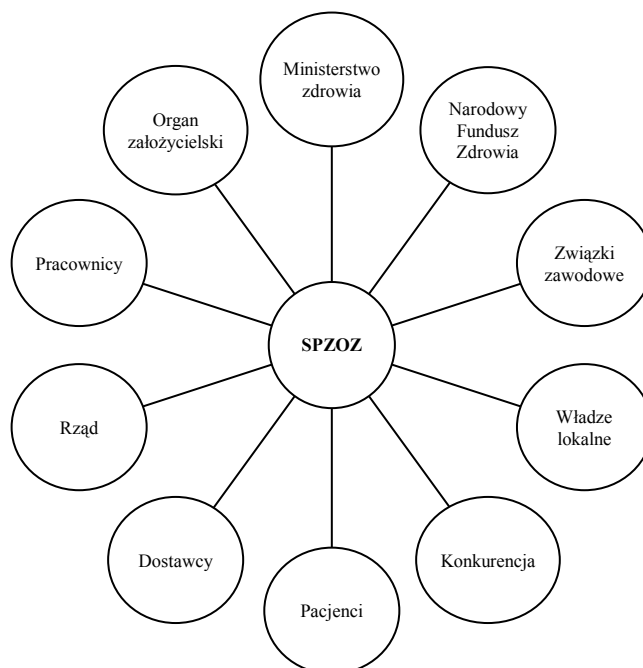 Ministerstwo
zdrowia
Organ
założycielski
Narodowy
Fundusz
Zdrowia
Pracownicy
Związki
zawodowe
SPZOZ
Rząd
Władze
lokalne
Dostawcy
Konkurencja
Pacjenci